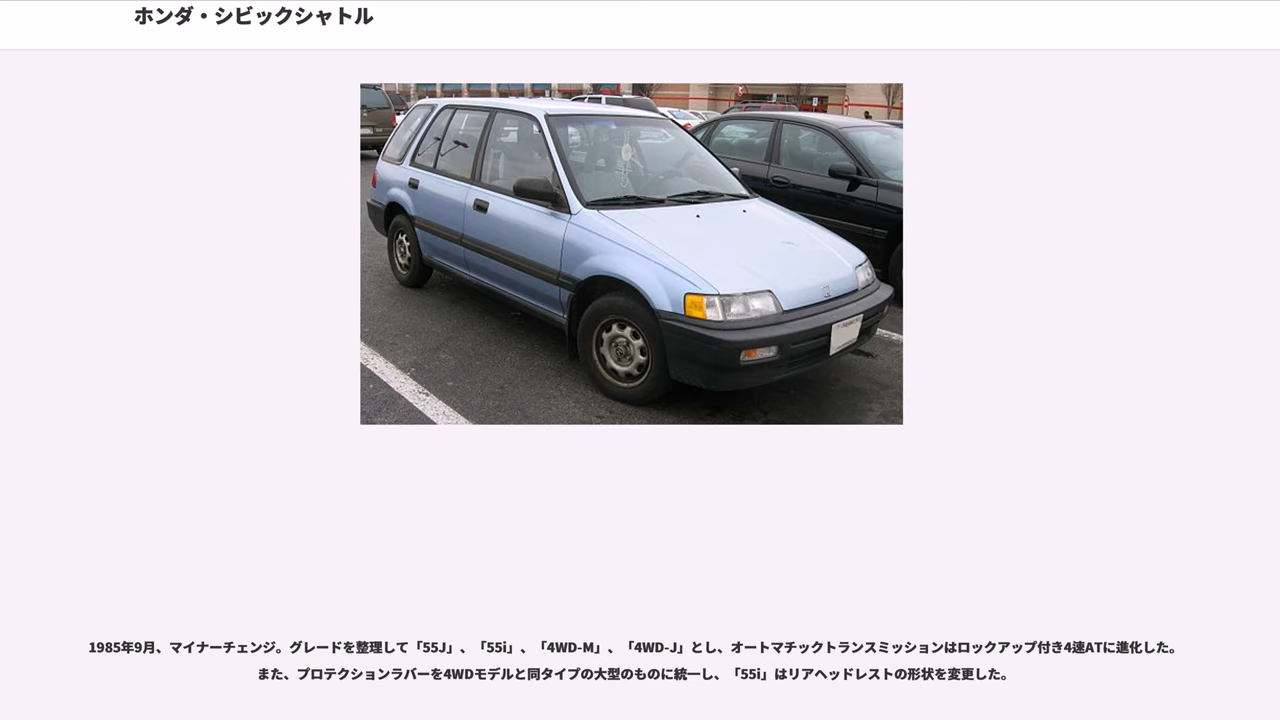 ホンダ・シビックシャトル
1985年9月、マイナーチェンジ。グレードを整理して「55J」、「55i」、「4WD-M」、「4WD-J」とし、オートマチックトランスミッションはロックアップ付き4速ATに進化した。
また、プロテクションラバーを4WDモデルと同タイプの大型のものに統一し、「55i」はリアヘッドレストの形状を変更した。